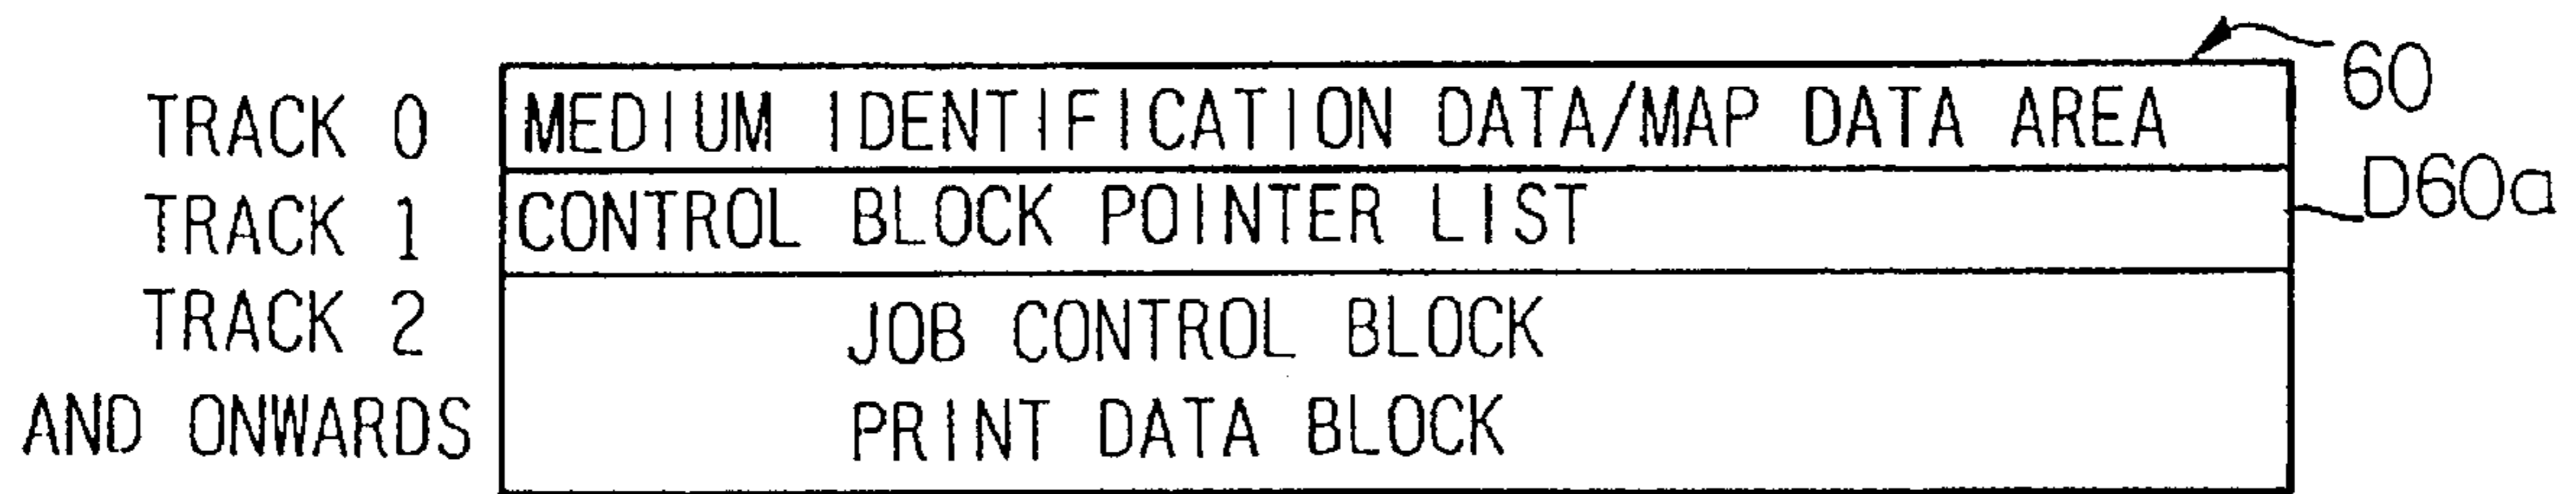 60
TRACK 0 MEDIUM IDENTIFICATION DATA/MAP DATA AREA
TRACK 1 CONTROL BLOCK POINTER LIST D60a
TRACK 2 JOB CONTROL BLOCK
AND ONWARDS PRINT DATA BLOCK